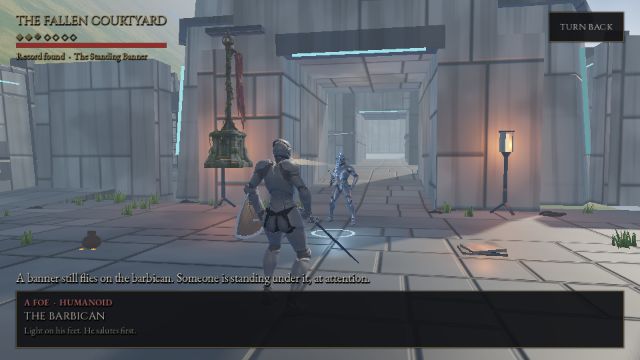 THE FALLEN COURTYARD
TURN BACK
Record found · The Standing Banner
A banner still flies on the barbican. Someone is standing under it, at attention.
A FOE · HUMANOID
THE BARBICAN
Light on his feet. He salutes first.